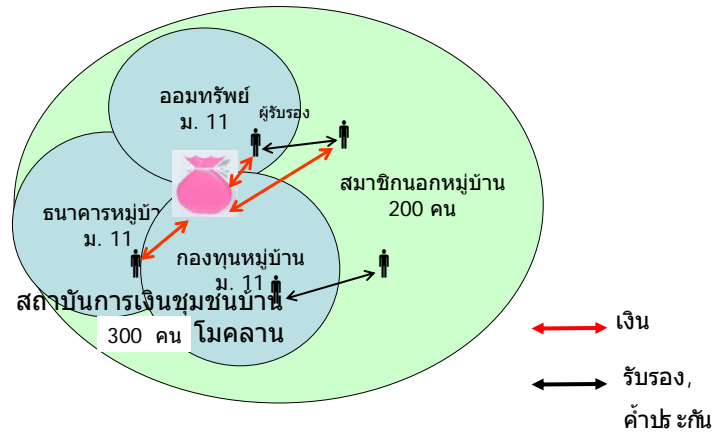 ออมทรัพย์
ม. 11
ผู้รับรอง
สมาชิกนอกหมู่บ้าน
200 คน
ธนาคารหมู่บ้า
ม. 11
กองทุนหมู่บ้าน
ม. 11
สถาบันการเงินชุมชนบ้าน
300 คน โมคลาน
เงิน
รับรอง,
ค้ำประกัน